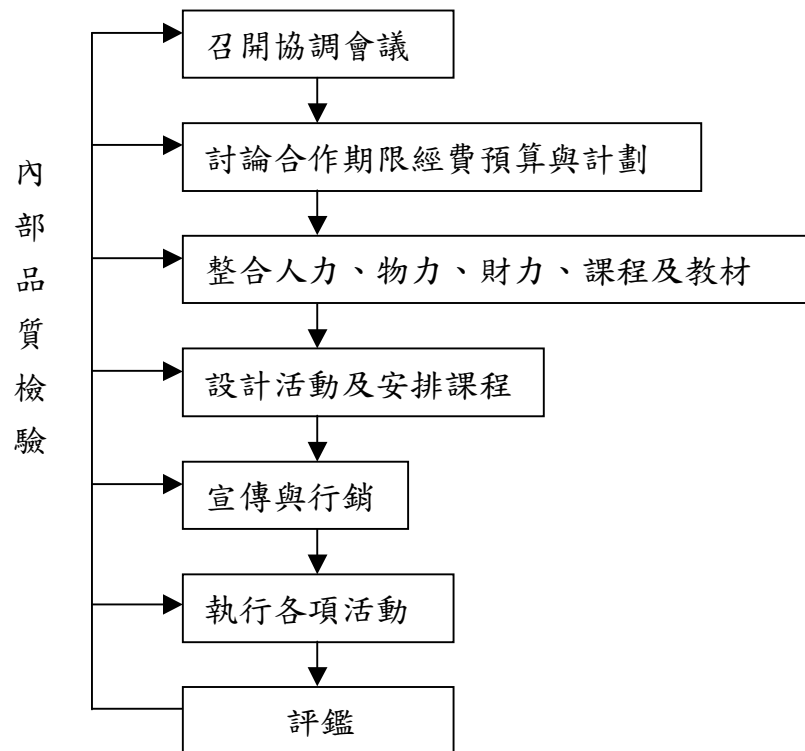 召開協調會議
討論合作期限經費預算與計劃
整合人力、物力、財力、課程及教材
設計活動及安排課程
宣傳與行銷
執行各項活動
評鑑
內部品質檢驗